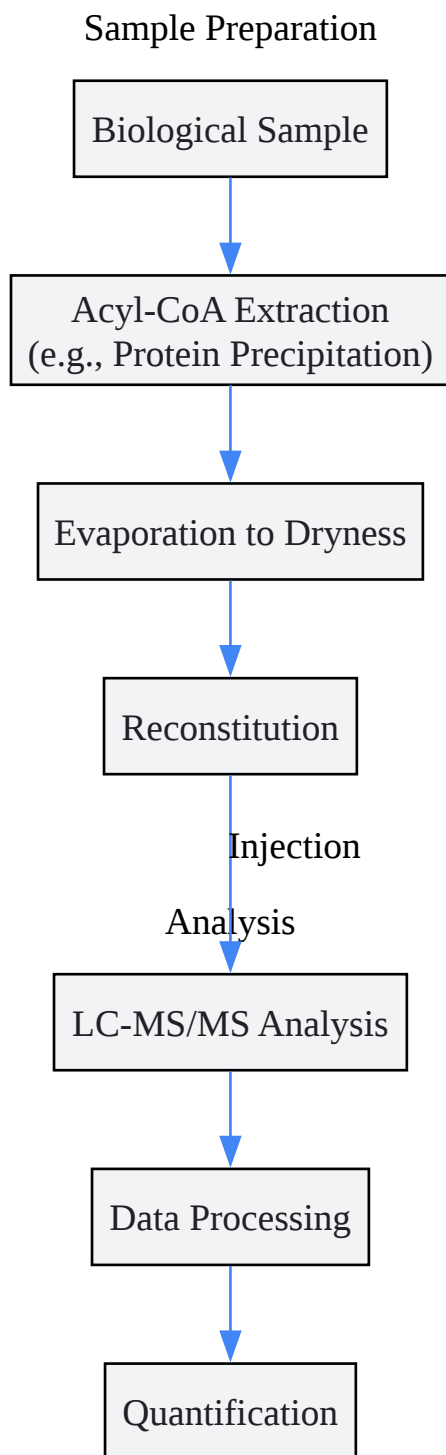 Sample Preparation
Biological Sample
Acyl-CoA Extraction
(e.g., Protein Precipitation)
Evaporation to Dryness
Reconstitution
Injection
Analysis
LC-MS/MS Analysis
Data Processing
Quantification